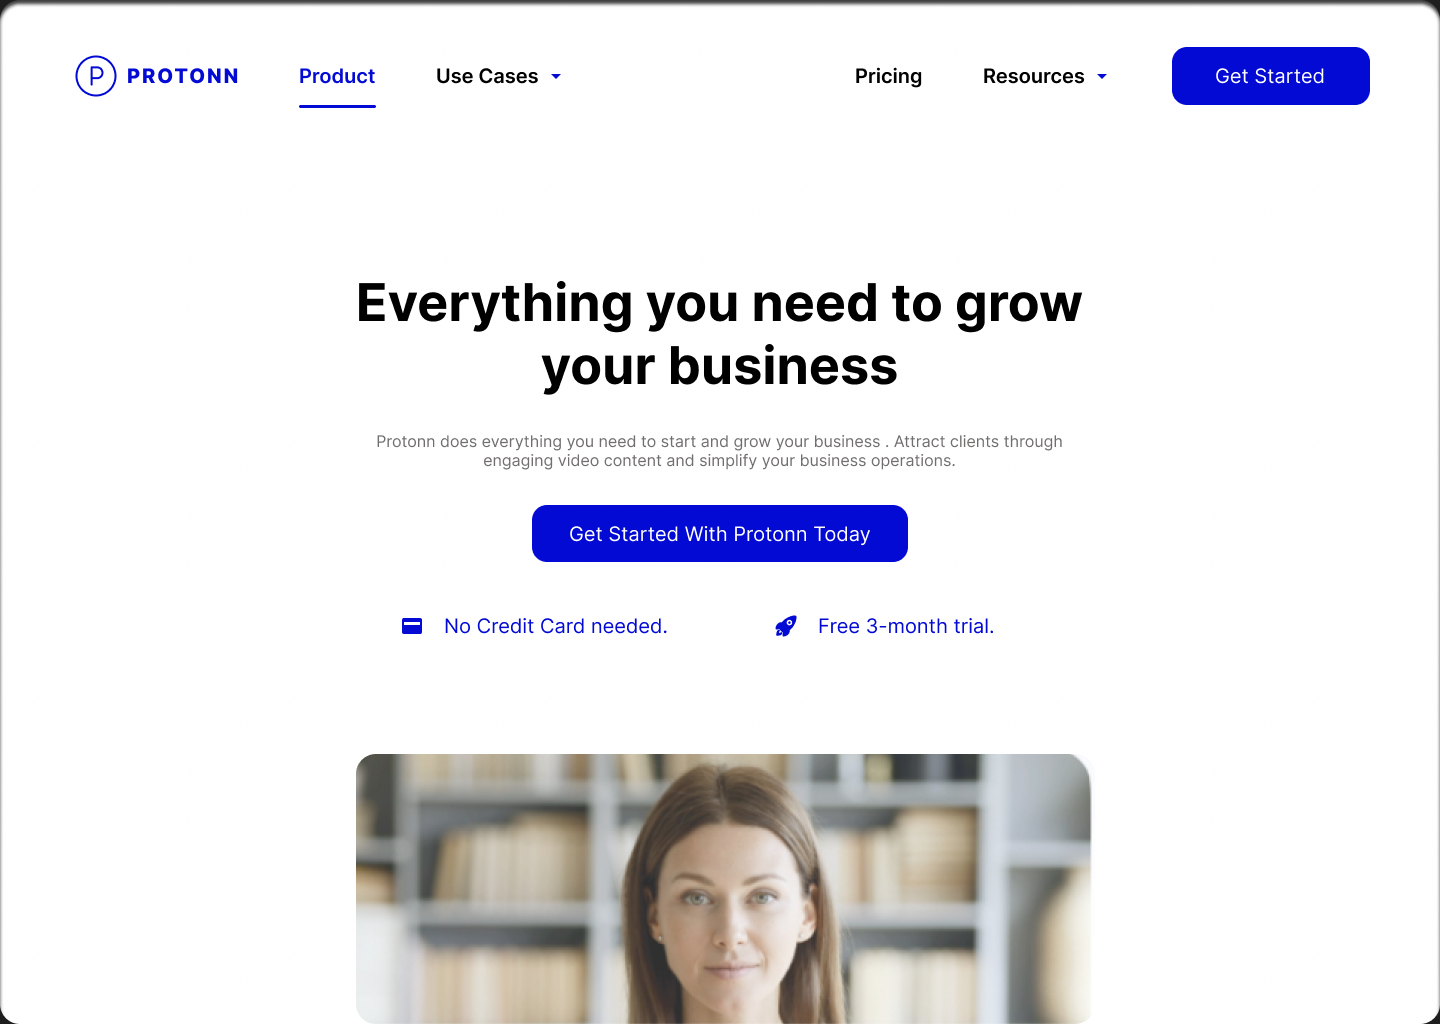 P PROTONN Product Use Cases Pricing Resources Get Started
Everything you need to grow
your business
Protonn does everything you need to start and grow your business . Attract clients through
engaging video content and simplify your business operations.
Get Started With Protonn Today
No Credit Card needed. Free 3-month trial.